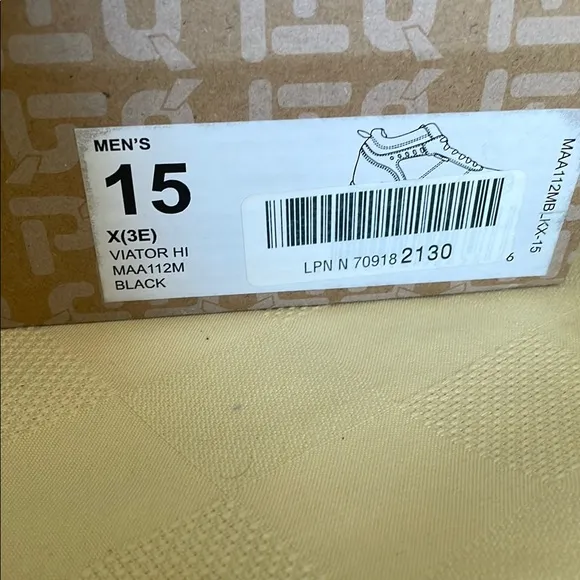 MEN'S
15
X(3E)
VIATOR HI
MAA112M
BLACK
LPN N 70918 2130
6
MAA112MBLKX-15